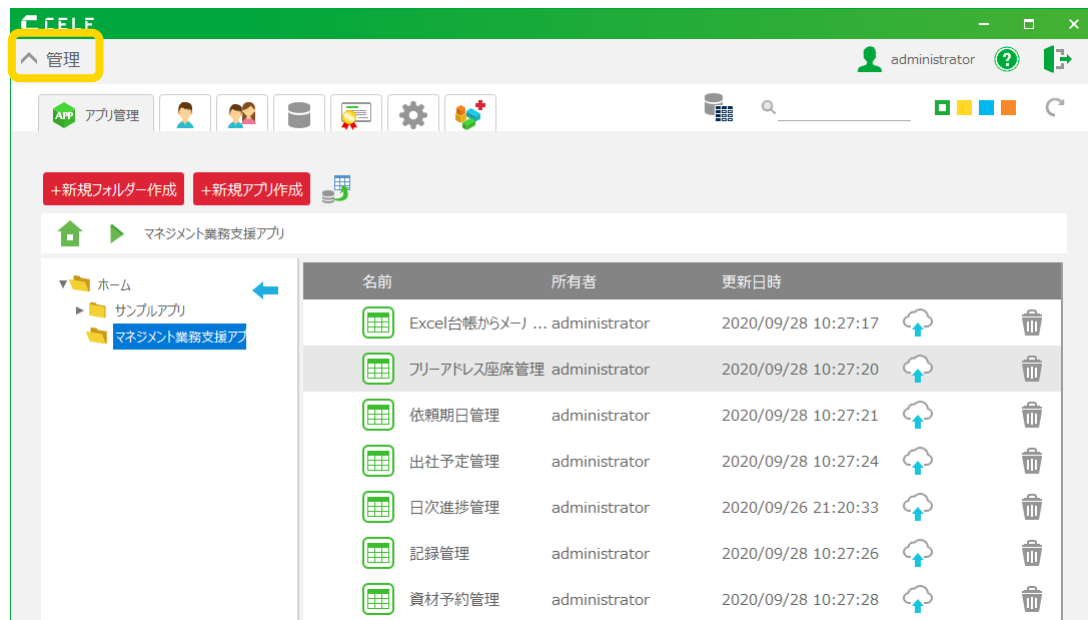 CELF
管理
administrator
?
APP アプリ管理
+新規フォルダー作成 +新規アプリ作成
マネジメント業務支援アプリ
ホーム
サンプルアプリ
マネジメント業務支援アプ
名前 所有者 更新日時
Excel台帳からメー ... administrator 2020/09/28 10:27:17
フリーアドレス座席管理 administrator 2020/09/28 10:27:20
依頼期日管理 administrator 2020/09/28 10:27:21
出社予定管理 administrator 2020/09/28 10:27:24
日次進捗管理 administrator 2020/09/26 21:20:33
記録管理 administrator 2020/09/28 10:27:26
資材予約管理 administrator 2020/09/28 10:27:28